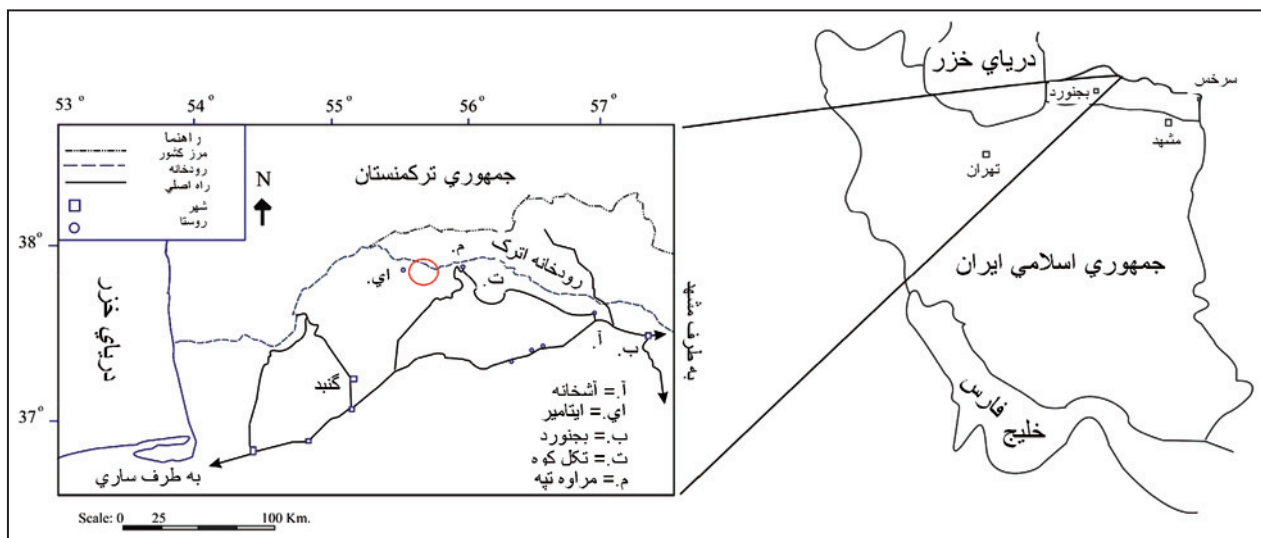 53 °
54 °
55°
56°
57°
38°
37°
راهنما
مرز کشور
رودخانه
راه اصلي
شهر
روستا
N
جمهوري ترکمنستان
درياي خزر
رودخانه اترک
اي.
م.
ت.
آ.
ب.
گنبد
به طرف مشهد
به طرف ساري
آ.= آشخانه
اي.= ايتامير
ب.= بجنورد
ت.= تکل کوه
م.= مراوه تپه
Scale: 0 25 100 Km.
درياي خزر
سرخس
بجنورد
مشهد
تهران
جمهوري اسلامي ايران
خليج فارس